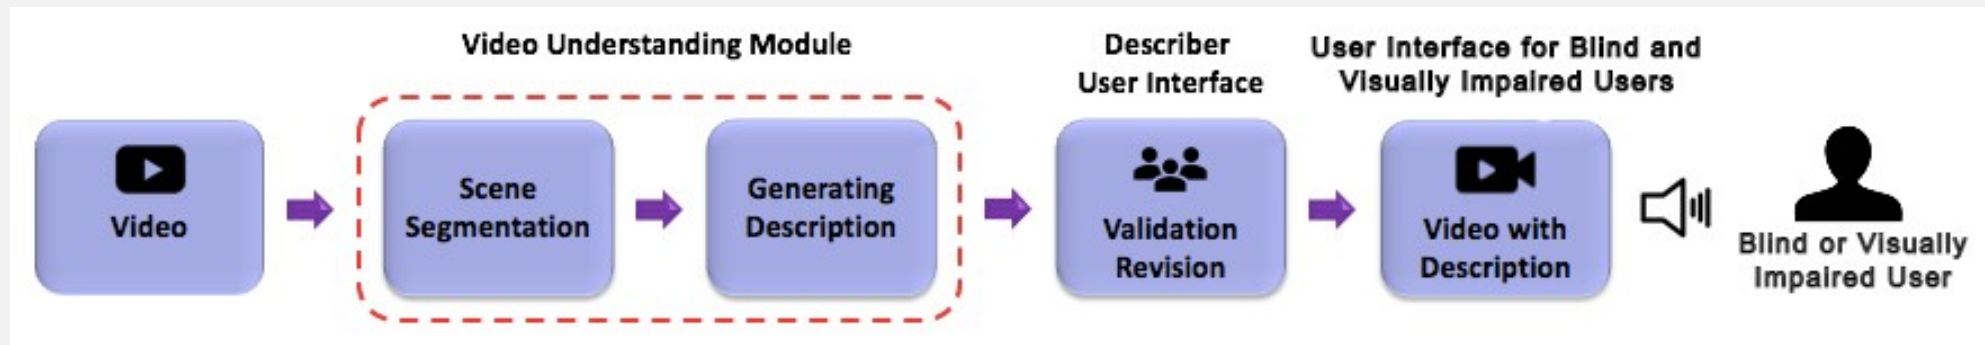 Video Understanding Module
Describer
User Interface
User Interface for Blind and
Visually Impaired Users
Video
Scene
Segmentation
Generating
Description
Validation
Revision
Video with
Description
Blind or Visually
Impaired User